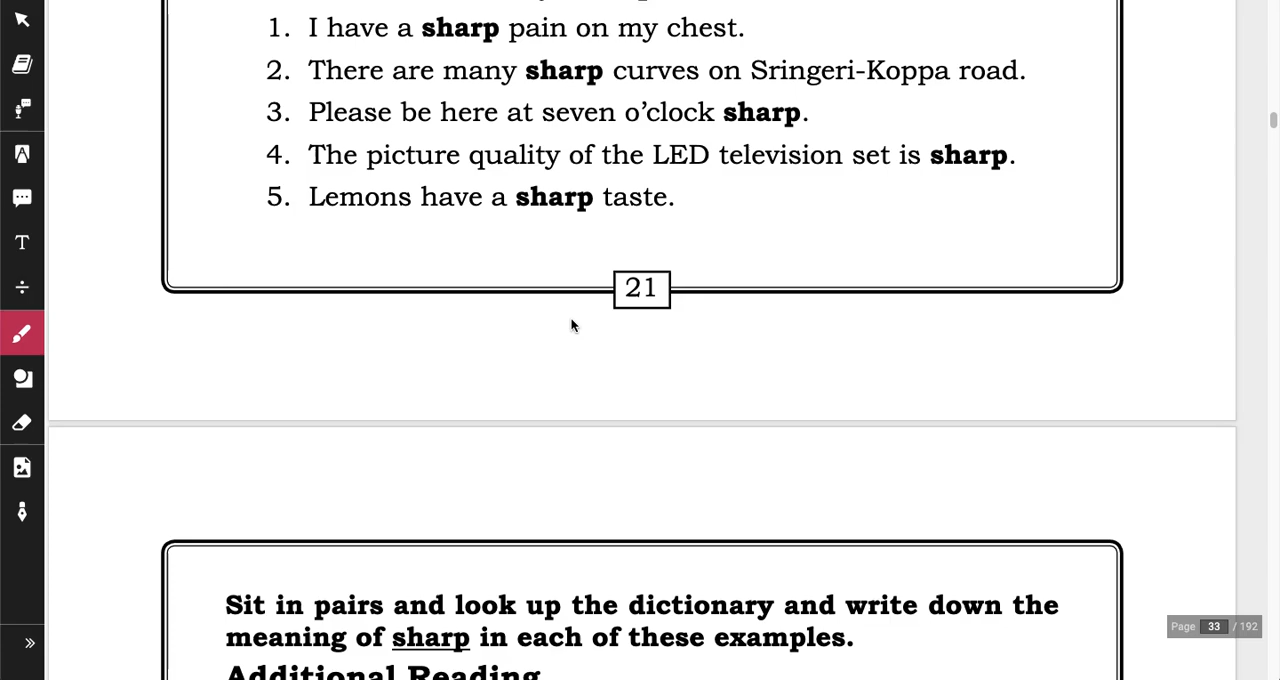 1. I have a sharp pain on my chest.
2. There are many sharp curves on Sringeri-Koppa road.
3. Please be here at seven o’clock sharp.
4. The picture quality of the LED television set is sharp.
5. Lemons have a sharp taste.
21
Sit in pairs and look up the dictionary and write down the
meaning of sharp in each of these examples.
Page 33 / 192
Additional Reading